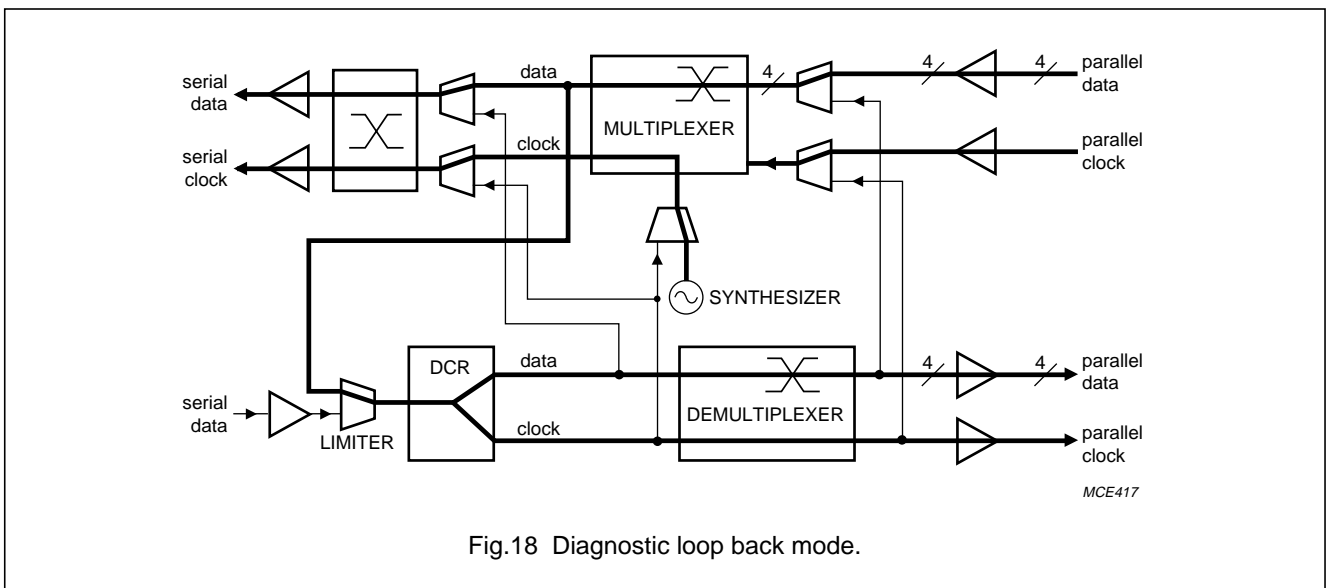 serial
data
data
4
MULTIPLEXER
4
4
parallel
data
serial
clock
clock
parallel
clock
SYNTHESIZER
DCR
data
DEMULTIPLEXER
4
4
parallel
data
serial
data
LIMITER
clock
parallel
clock
MCE417
Fig.18 Diagnostic loop back mode.